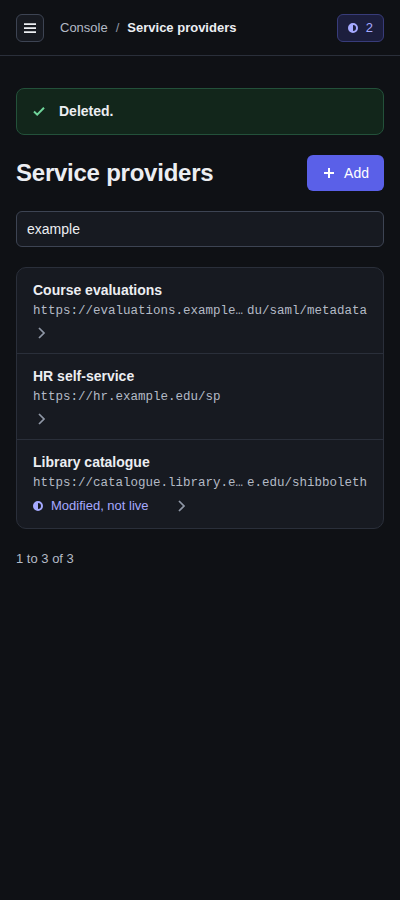 Console / Service providers
2
Deleted.
Service providers
Add
example
Course evaluations
https://evaluations.example… du/saml/metadata
HR self-service
https://hr.example.edu/sp
Library catalogue
https://catalogue.library.e… e.edu/shibboleth
Modified, not live
1 to 3 of 3